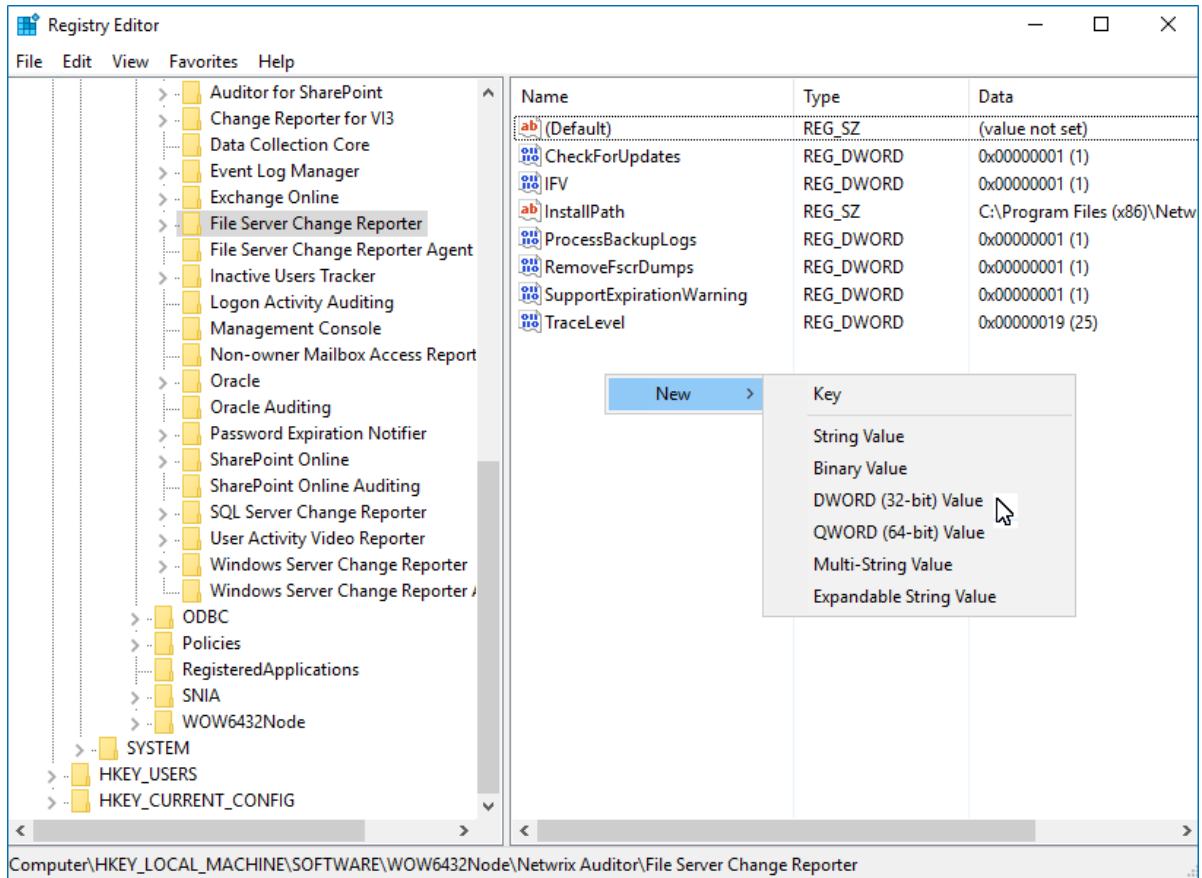 Registry Editor
File Edit View Favorites Help
Auditor for SharePoint
Change Reporter for VI3
Data Collection Core
Event Log Manager
Exchange Online
File Server Change Reporter
File Server Change Reporter Agent
Inactive Users Tracker
Logon Activity Auditing
Management Console
Non-owner Mailbox Access Report
Oracle
Oracle Auditing
Password Expiration Notifier
SharePoint Online
SharePoint Online Auditing
SQL Server Change Reporter
User Activity Video Reporter
Windows Server Change Reporter
Windows Server Change Reporter
ODBC
Policies
RegisteredApplications
SNIA
WOW6432Node
SYSTEM
HKEY_USERS
HKEY_CURRENT_CONFIG
Name Type Data
(Default) REG_SZ (value not set)
CheckForUpdates REG_DWORD 0x00000001 (1)
IFV REG_DWORD 0x00000001 (1)
InstallPath REG_SZ C:\Program Files (x86)\Netw
ProcessBackupLogs REG_DWORD 0x00000001 (1)
RemoveFscrDumps REG_DWORD 0x00000001 (1)
SupportExpirationWarning REG_DWORD 0x00000001 (1)
TraceLevel REG_DWORD 0x00000019 (25)
New
Key
String Value
Binary Value
DWORD (32-bit) Value
QWORD (64-bit) Value
Multi-String Value
Expandable String Value
Computer\HKEY_LOCAL_MACHINE\SOFTWARE\WOW6432Node\Netwrix Auditor\File Server Change Reporter